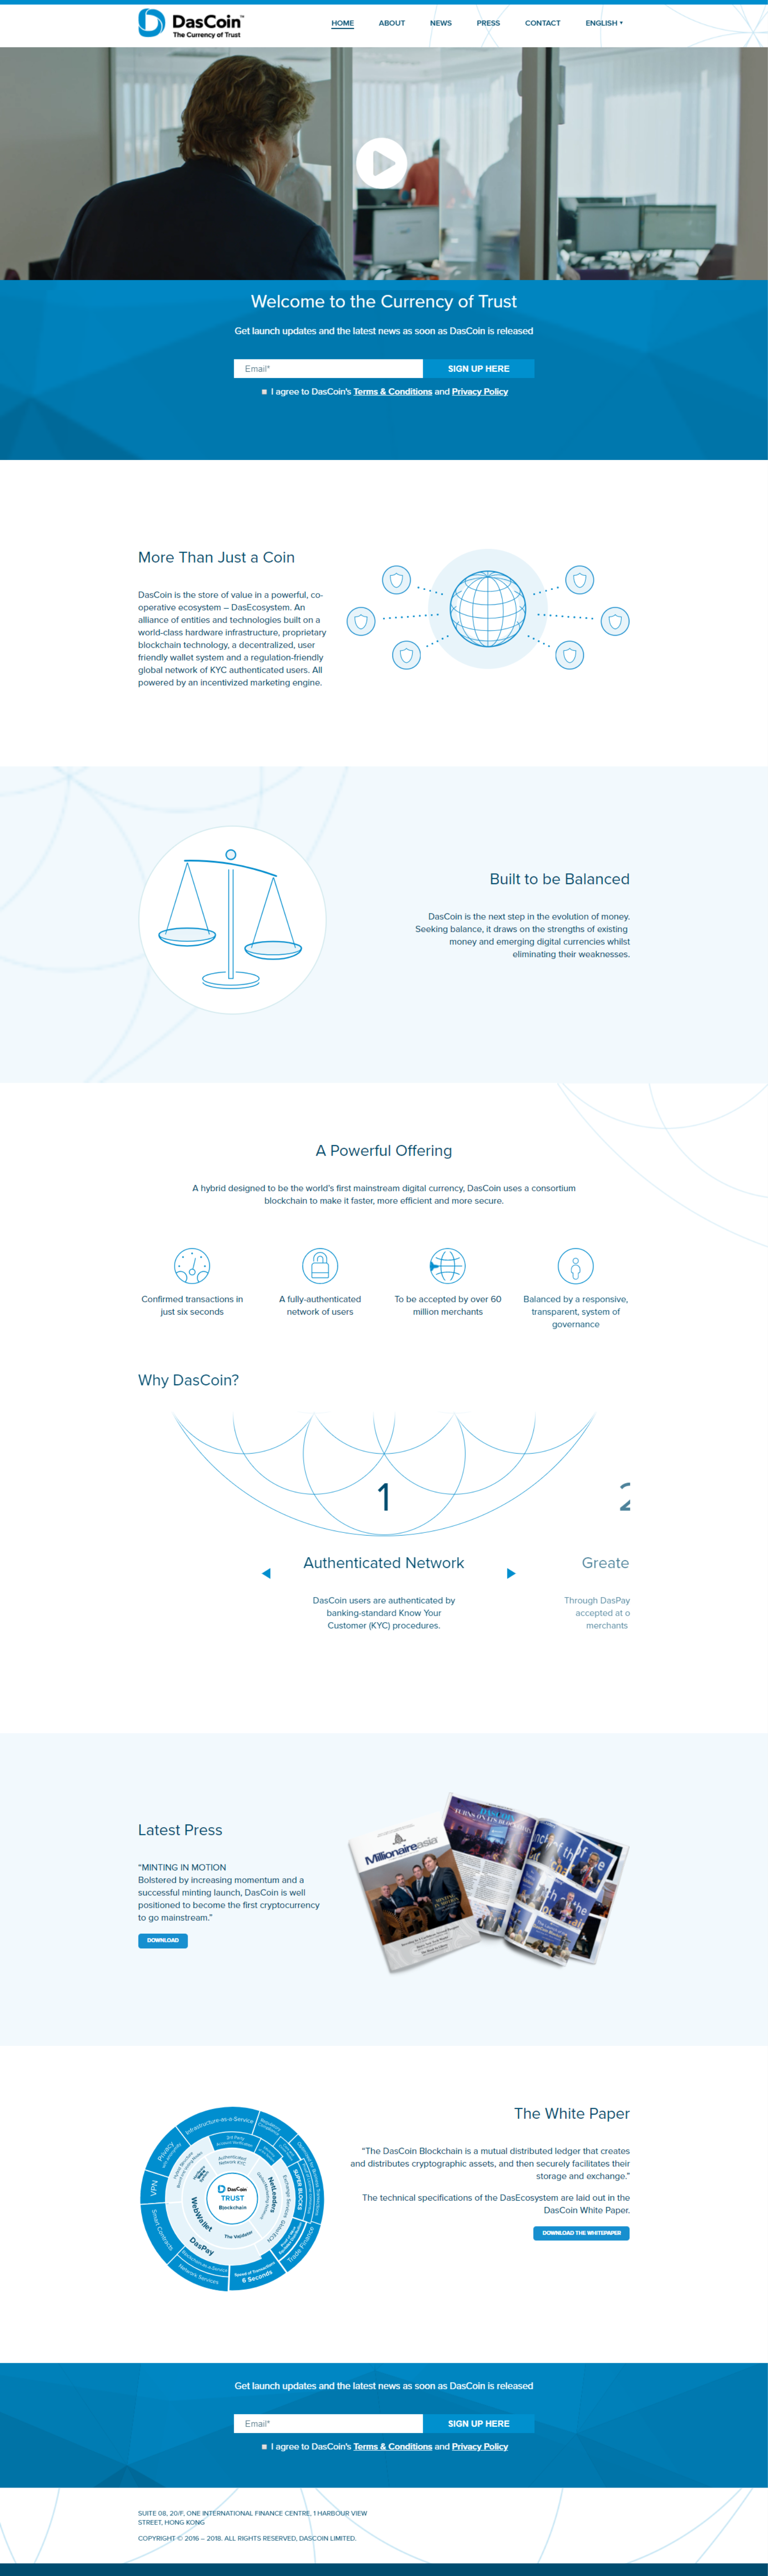 DasCoin™
The Currency of Trust
HOME ABOUT NEWS PRESS CONTACT ENGLISH
Welcome to the Currency of Trust
Get launch updates and the latest news as soon as DasCoin is released
Email* SIGN UP HERE
I agree to DasCoin's Terms & Conditions and Privacy Policy
More Than Just a Coin
DasCoin is the store of value in a powerful, co-
operative ecosystem – DasEcosystem. An
alliance of entities and technologies built on a
world-class hardware infrastructure, proprietary
blockchain technology, a decentralized, user
friendly wallet system and a regulation-friendly
global network of KYC authenticated users. All
powered by an incentivized marketing engine.
Built to be Balanced
DasCoin is the next step in the evolution of money.
Seeking balance, it draws on the strengths of existing
money and emerging digital currencies whilst
eliminating their weaknesses.
A Powerful Offering
A hybrid designed to be the world's first mainstream digital currency, DasCoin uses a consortium
blockchain to make it faster, more efficient and more secure.
Confirmed transactions in
just six seconds
A fully-authenticated
network of users
To be accepted by over 60
million merchants
Balanced by a responsive,
transparent, system of
governance
Why DasCoin?
1
Authenticated Network
DasCoin users are authenticated by
banking-standard Know Your
Customer (KYC) procedures.
2
Greate
Through DasPay
accepted at o
merchants
Latest Press
"MINTING IN MOTION
Bolstered by increasing momentum and a
successful minting launch, DasCoin is well
positioned to become the first cryptocurrency
to go mainstream."
DOWNLOAD
Millionaireasia
DASCOIN
TURNS ON ITS BLOCKCHAIN
Infrastructure-as-a-Service
Privacy
VPN
Smart Contracts
Network Services
Speed of Transactions
6 Seconds
Trade Finance
SUPER BLOCKS
3rd Party
Authenticated
Network KYC
NetLeaders
WebWallet
DasPay
The Validator
DasCoin
TRUST
Blockchain
The White Paper
"The DasCoin Blockchain is a mutual distributed ledger that creates
and distributes cryptographic assets, and then securely facilitates their
storage and exchange."
The technical specifications of the DasEcosystem are laid out in the
DasCoin White Paper.
DOWNLOAD THE WHITEPAPER
Get launch updates and the latest news as soon as DasCoin is released
Email* SIGN UP HERE
I agree to DasCoin's Terms & Conditions and Privacy Policy
SUITE 08, 20/F, ONE INTERNATIONAL FINANCE CENTRE, 1 HARBOUR VIEW
STREET, HONG KONG
COPYRIGHT © 2016 – 2018. ALL RIGHTS RESERVED, DASCOIN LIMITED.